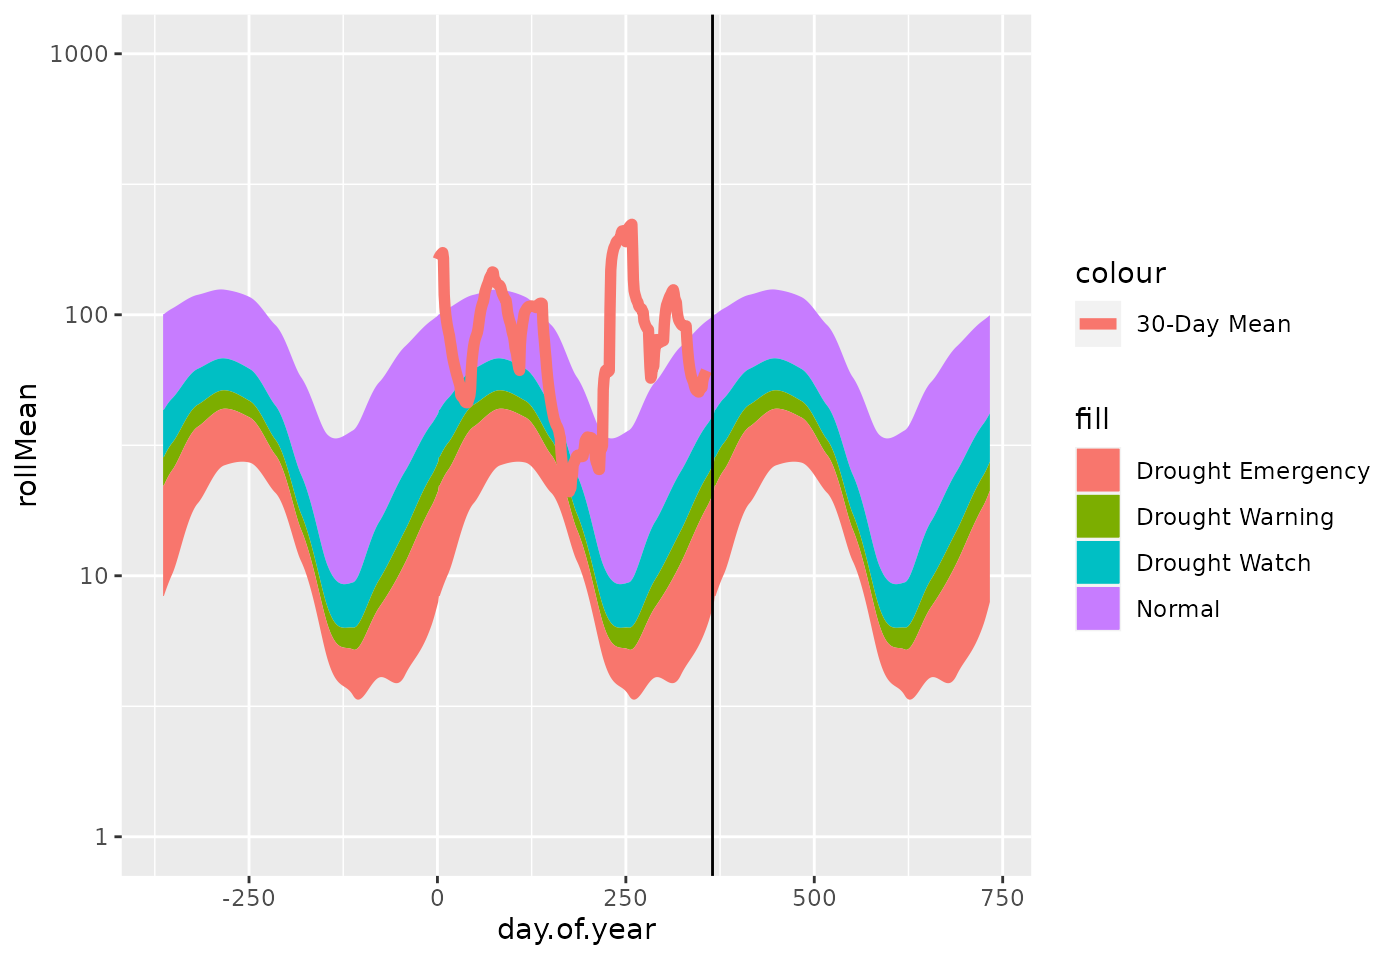 1000
100
10
1
rollMean
-250
0
250
500
750
day.of.year
colour
30-Day Mean
fill
Drought Emergency
Drought Warning
Drought Watch
Normal